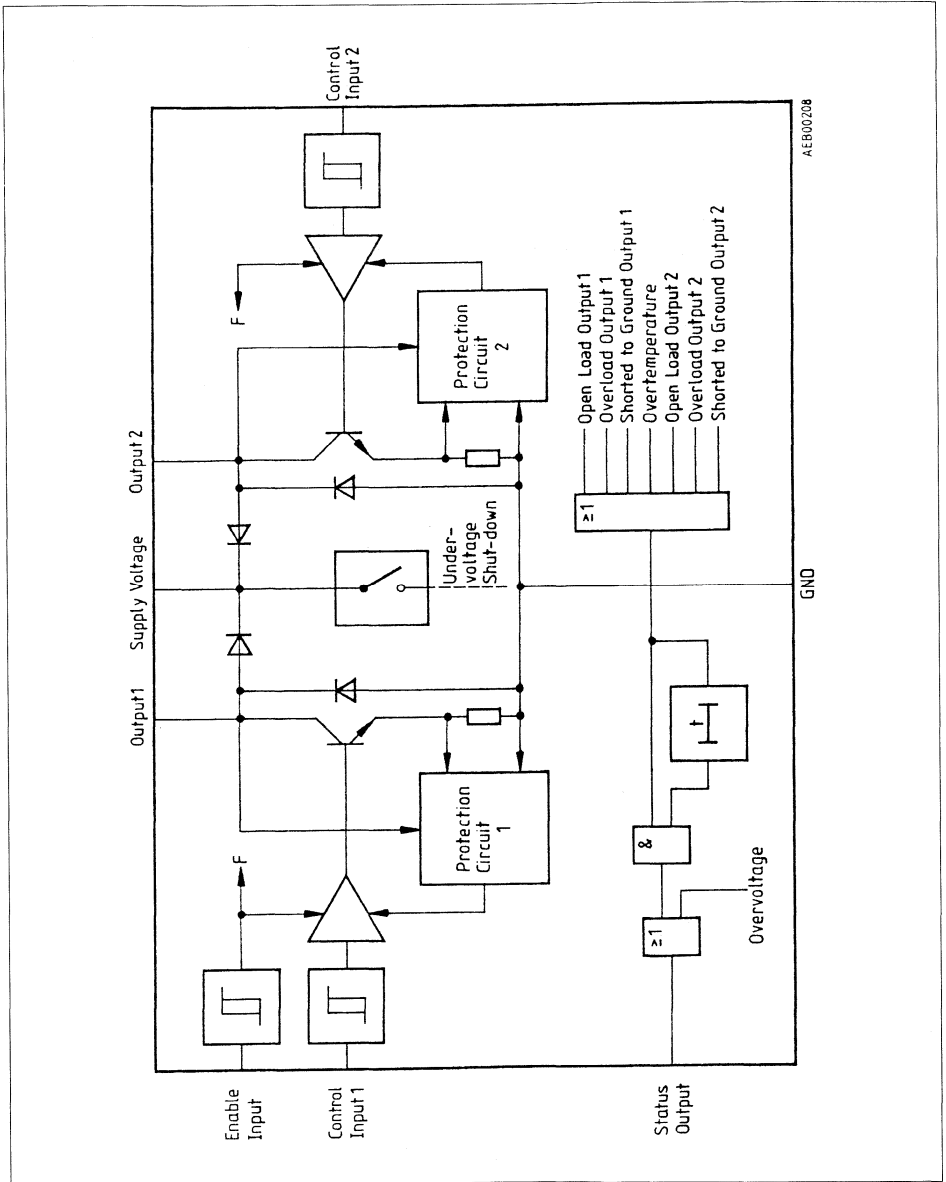 Output1
Supply Voltage
Output 2
Enable
Input
F
F
Control
Input 1
Control
Input 2
Under-
voltage
Shut-down
Protection
Circuit
1
Protection
Circuit
2
Status
Output
≥1
&
t
≥1
Overvoltage
Open Load Output 1
Overload Output 1
Shorted to Ground Output 1
Overtemperature
Open Load Output 2
Overload Output 2
Shorted to Ground Output 2
GND
AEB00208